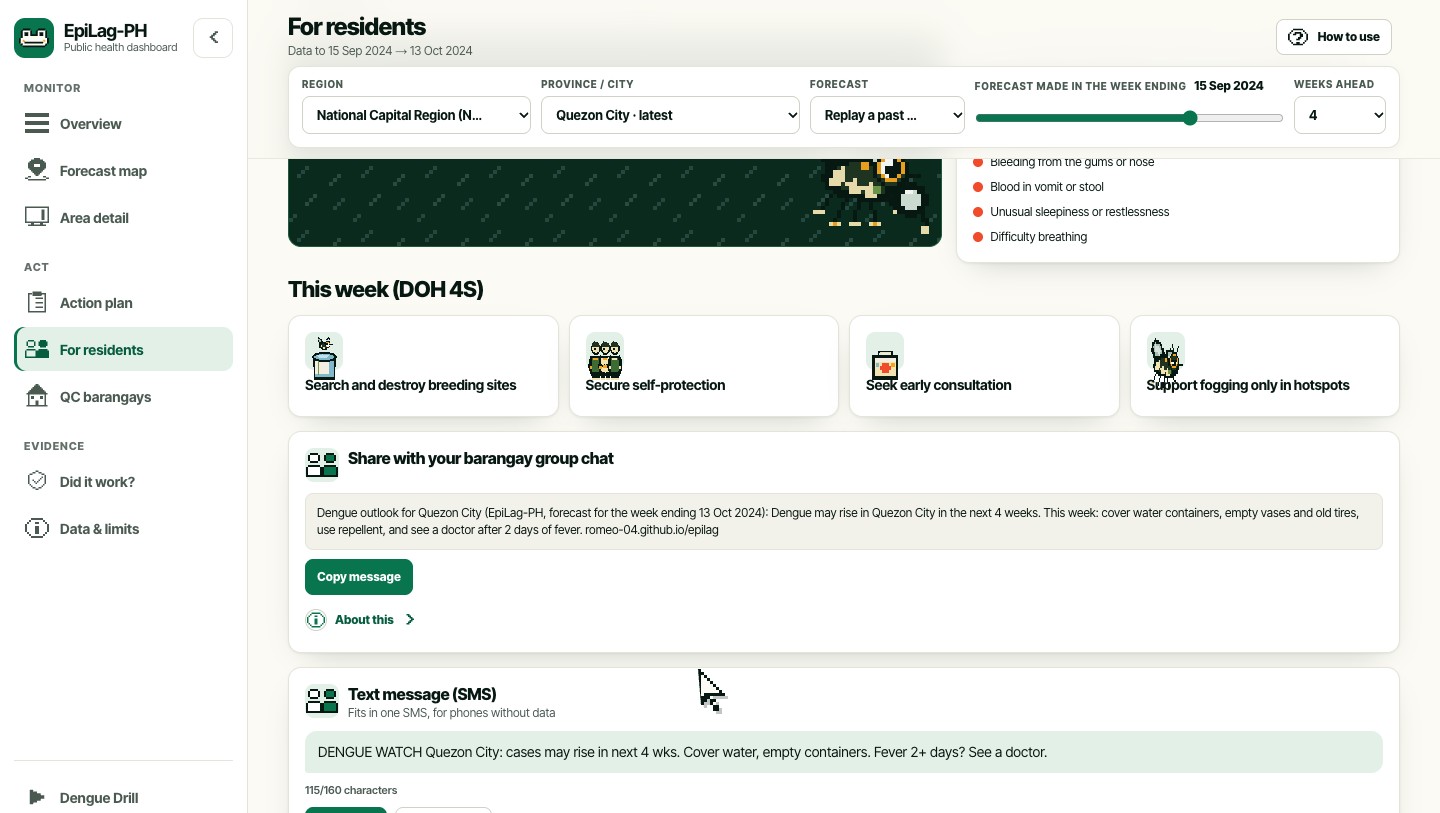 EpiLag-PH
Public health dashboard
MONITOR
Overview
Forecast map
Area detail
ACT
Action plan
For residents
QC barangays
EVIDENCE
Did it work?
Data & limits
Dengue Drill
For residents
Data to 15 Sep 2024 → 13 Oct 2024
How to use
REGION
National Capital Region (N...
PROVINCE / CITY
Quezon City · latest
FORECAST
Replay a past ...
FORECAST MADE IN THE WEEK ENDING 15 Sep 2024
WEEKS AHEAD
4
Bleeding from the gums or nose
Blood in vomit or stool
Unusual sleepiness or restlessness
Difficulty breathing
This week (DOH 4S)
Search and destroy breeding sites
Secure self-protection
Seek early consultation
Support fogging only in hotspots
Share with your barangay group chat
Dengue outlook for Quezon City (EpiLag-PH, forecast for the week ending 13 Oct 2024): Dengue may rise in Quezon City in the next 4 weeks. This week: cover water containers, empty vases and old tires,
use repellent, and see a doctor after 2 days of fever. romeo-04.github.io/epilag
Copy message
About this
Text message (SMS)
Fits in one SMS, for phones without data
DENGUE WATCH Quezon City: cases may rise in next 4 wks. Cover water, empty containers. Fever 2+ days? See a doctor.
115/160 characters